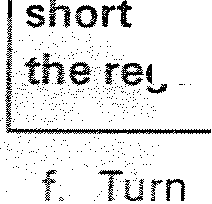 short
the
f. Turn